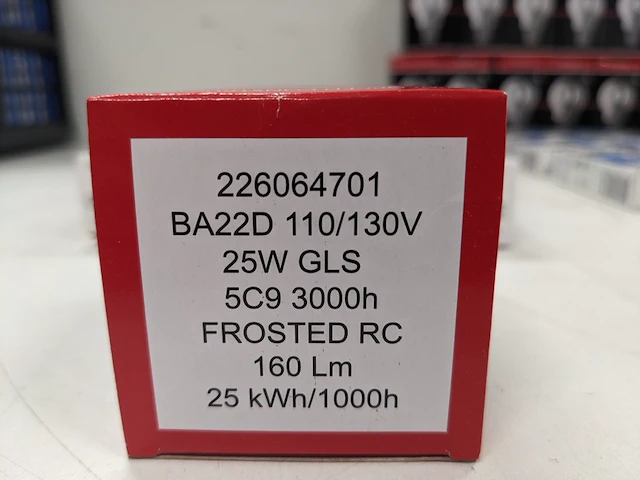 226064701
BA22D 110/130V
25W GLS
5C9 3000h
FROSTED RC
160 Lm
25 kWh/1000h